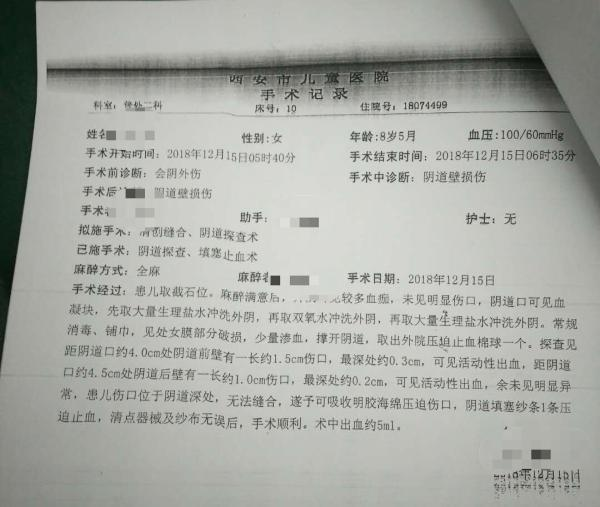 西安市儿童医院
手术记录
科室： 床号：10 住院号：18074499
姓名 性别：女 年龄：8岁5月 血压：100/60mmHg
手术开始时间：2018年12月15日05时40分 手术结束时间：2018年12月15日06时35分
手术前诊断：会阴外伤 手术中诊断：阴道壁损伤
手术后 阴道壁损伤
手术 助手： 护士：无
拟施手术：清创缝合、阴道探查术
已施手术：阴道探查、填塞止血术
麻醉方式：全麻 麻醉者 手术日期：2018年12月15日
手术经过：患儿取截石位。麻醉满意后， 见较多血痂，未见明显伤口，阴道口可见血
凝块，先取大量生理盐水冲洗外阴，再取双氧水冲洗外阴，再取大量生理盐水冲洗外阴。常规
消毒、铺巾，见处女膜部分破损，少量渗血，撑开阴道，取出外院压迫止血棉球一个。探查见
距阴道口约4.0cm处阴道前壁有一长约1.5cm伤口，最深处约0.3cm，可见活动性出血，距阴道
口约4.5cm处阴道后壁有一长约1.0cm伤口，最深处约0.2cm，可见活动性出血，余未见明显异
常，患儿伤口位于阴道深处，无法缝合，遂予可吸收明胶海绵压迫伤口，阴道填塞纱条1条压
迫止血，清点器械及纱布无误后，手术顺利。术中出血约5ml。